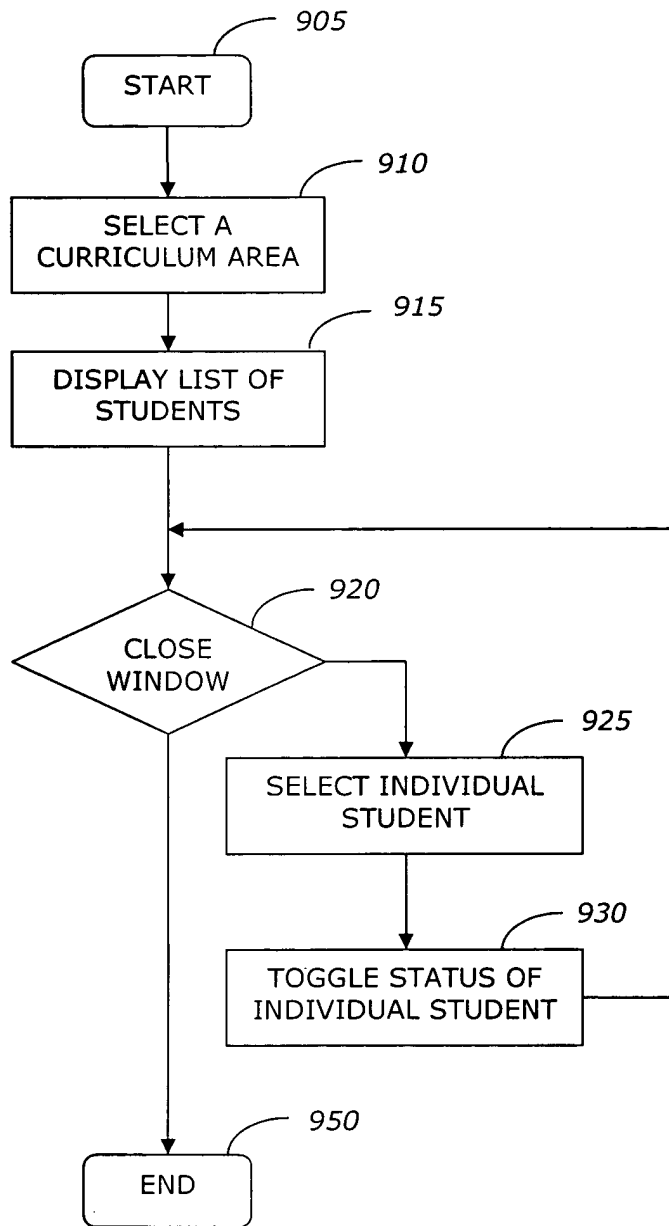 905
START
910
SELECT A
CURRICULUM AREA
915
DISPLAY LIST OF
STUDENTS
920
CLOSE
WINDOW
925
SELECT INDIVIDUAL
STUDENT
930
TOGGLE STATUS OF
INDIVIDUAL STUDENT
950
END